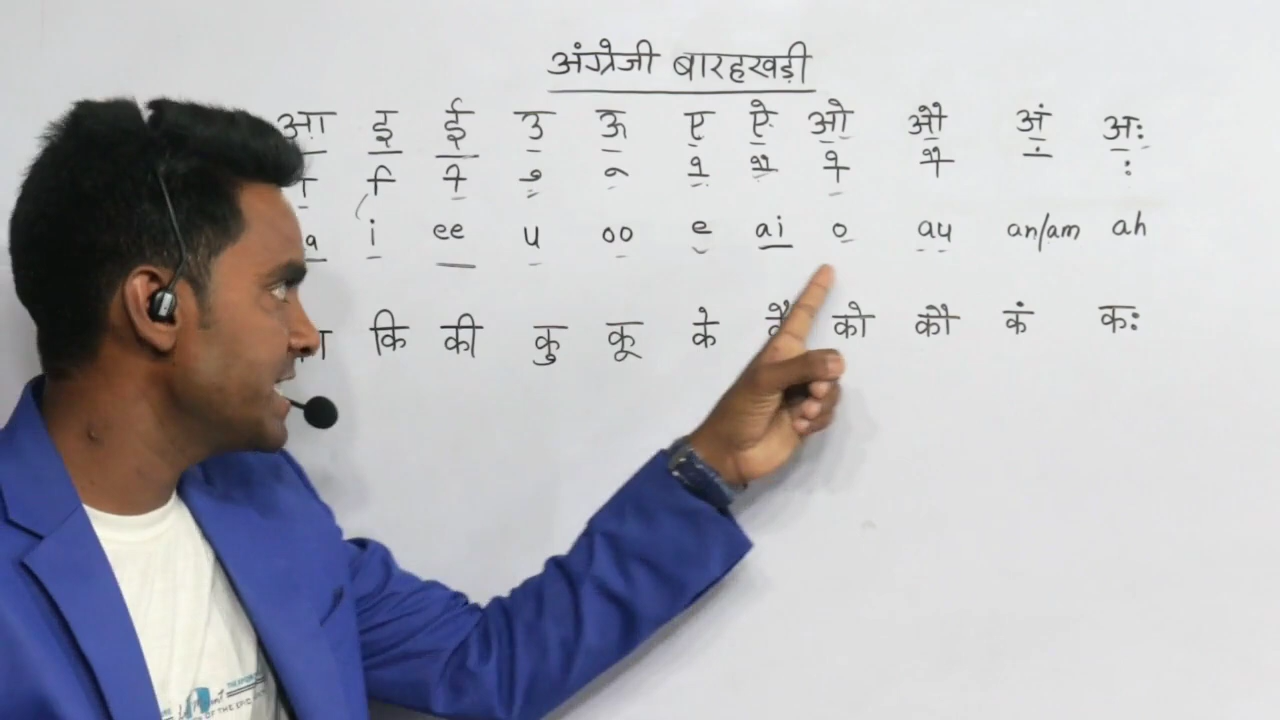 अंग्रेजी बारहखड़ी
आ इ ई उ ऊ ए ऐ ओ औ अं अः
ा ि ी ु ू े ै ो ौ ं ः
a i ee u oo e ai o au an/am ah
कि की कु कू के कै को कौ कं कः